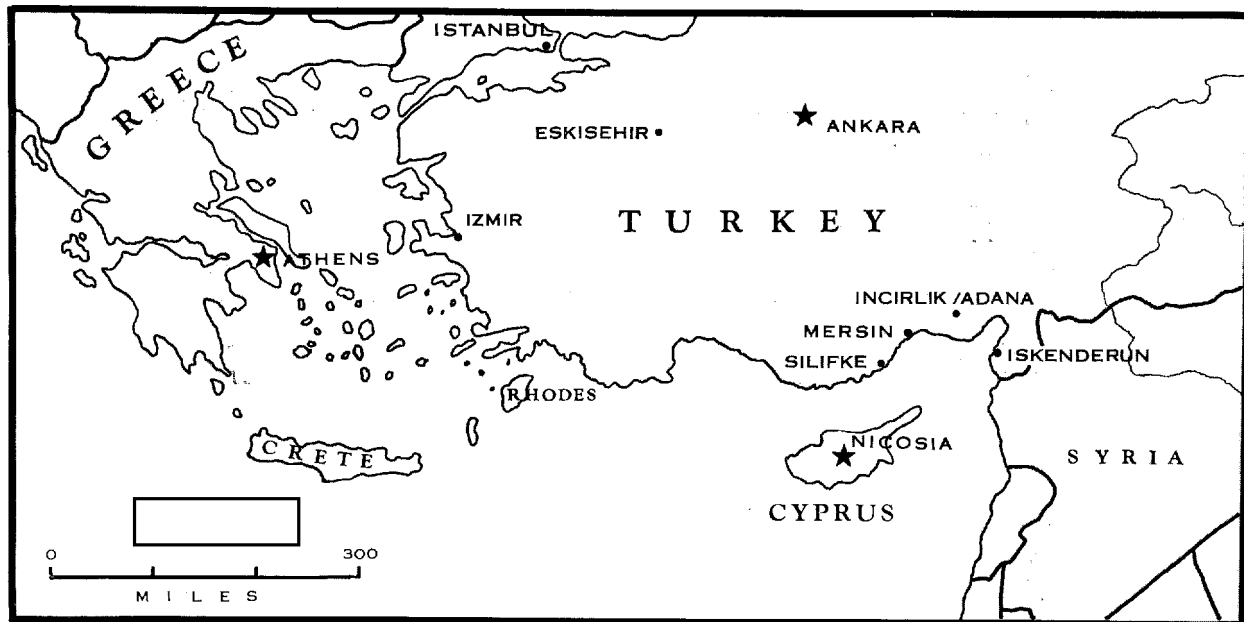 ISTANBUL
GREECE
ESKISEHIR
ANKARA
TURKEY
IZMIR
ATHENS
INCIRLIK /ADANA
MERSIN
SILIFKE
ISKENDERUN
RHODES
NICOSIA
CRETE
SYRIA
CYPRUS
0 300
MILES